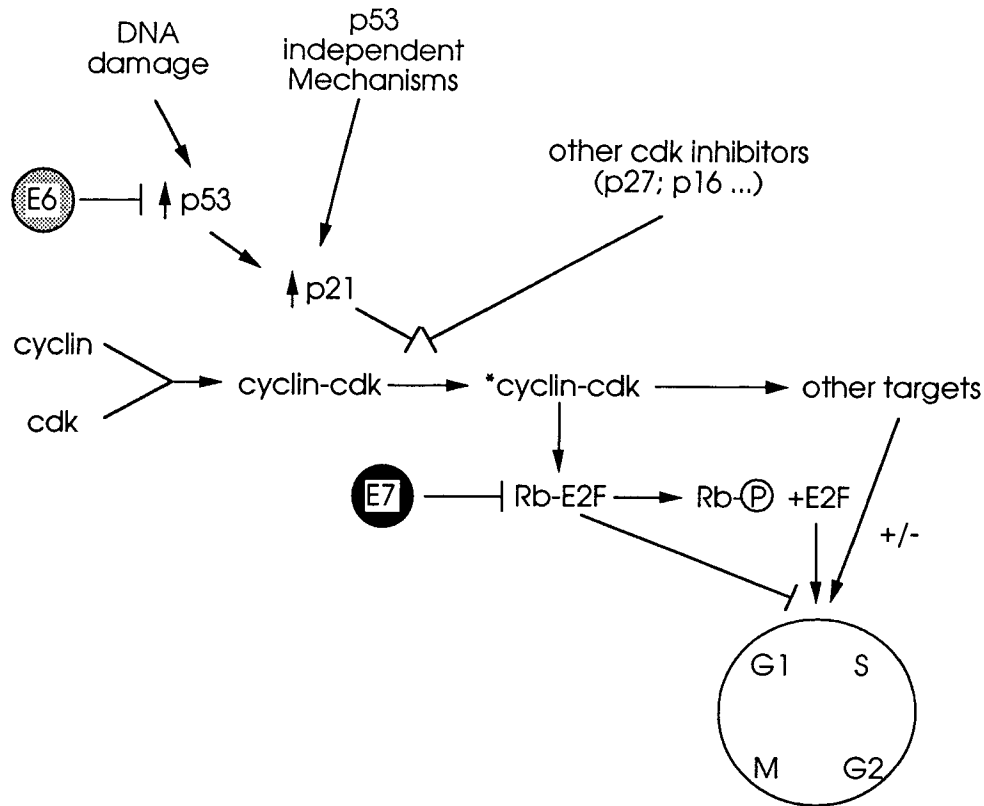 DNA
damage
p53
independent
Mechanisms
other cdk inhibitors
(p27; p16 ...)
E6
p53
p21
cyclin
cdk
cyclin-cdk
*cyclin-cdk
other targets
E7
Rb-E2F
Rb-Ⓟ +E2F
+/-
G1 S
M G2